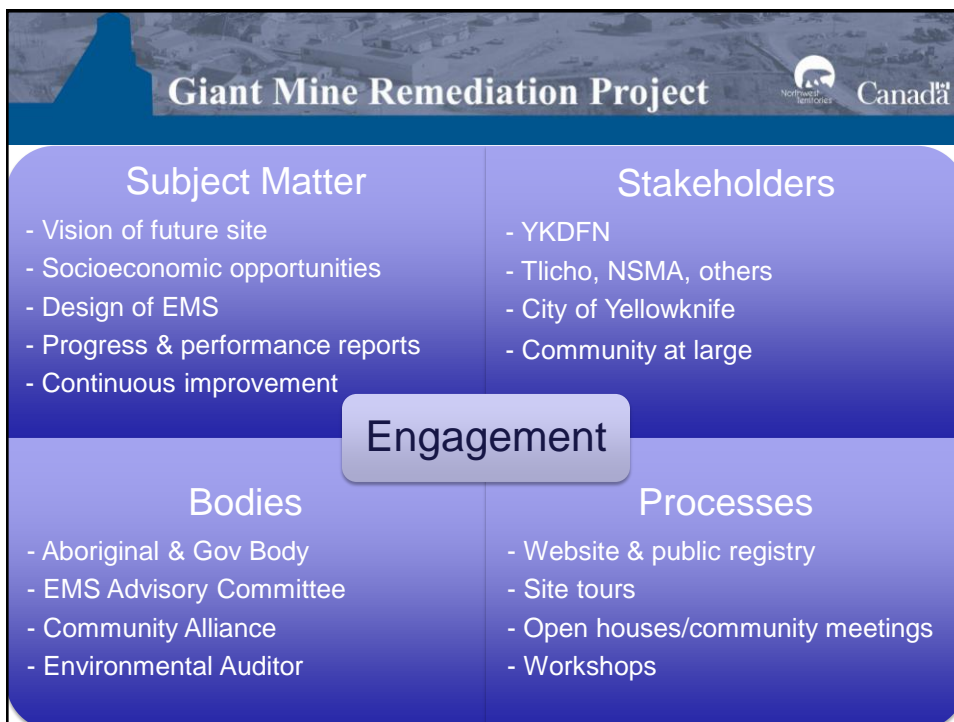 Giant Mine Remediation Project
Northwest
Territories
Canada
Subject Matter
- Vision of future site
- Socioeconomic opportunities
- Design of EMS
- Progress & performance reports
- Continuous improvement
Stakeholders
- YKDFN
- Tlicho, NSMA, others
- City of Yellowknife
- Community at large
Engagement
Bodies
- Aboriginal & Gov Body
- EMS Advisory Committee
- Community Alliance
- Environmental Auditor
Processes
- Website & public registry
- Site tours
- Open houses/community meetings
- Workshops